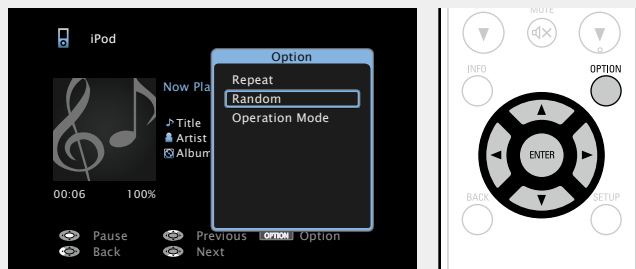 iPod
Option
Repeat
Random
Operation Mode
Now Pla
Title
Artist
Album
00:06 100%
Pause Previous OPTION Option
Back Next
MUTE
INFO OPTION
ENTER
BACK SETUP